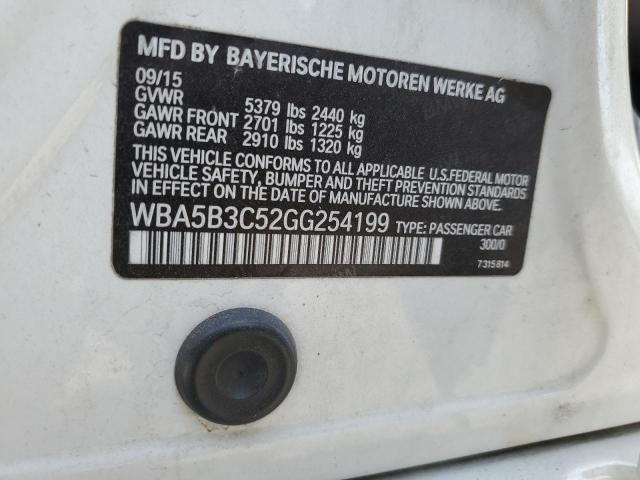 MFD BY BAYERISCHE MOTOREN WERKE AG
09/15
GVWR 5379 lbs 2440 kg
GAWR FRONT 2701 lbs 1225 kg
GAWR REAR 2910 lbs 1320 kg
THIS VEHICLE CONFORMS TO ALL APPLICABLE U.S.FEDERAL MOTOR
VEHICLE SAFETY, BUMPER AND THEFT PREVENTION STANDARDS
IN EFFECT ON THE DATE OF MANUFACTURE SHOWN ABOVE.
WBA5B3C52GG254199 TYPE: PASSENGER CAR
300/0
7315814